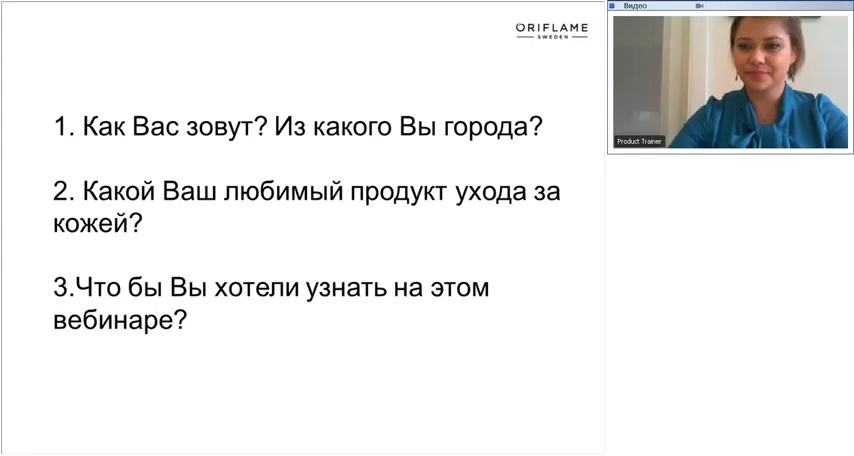 ORIFLAME
SWEDEN
1. Как Вас зовут? Из какого Вы города?
2. Какой Ваш любимый продукт ухода за
кожей?
3.Что бы Вы хотели узнать на этом
вебинаре?
Видео
Product Trainer